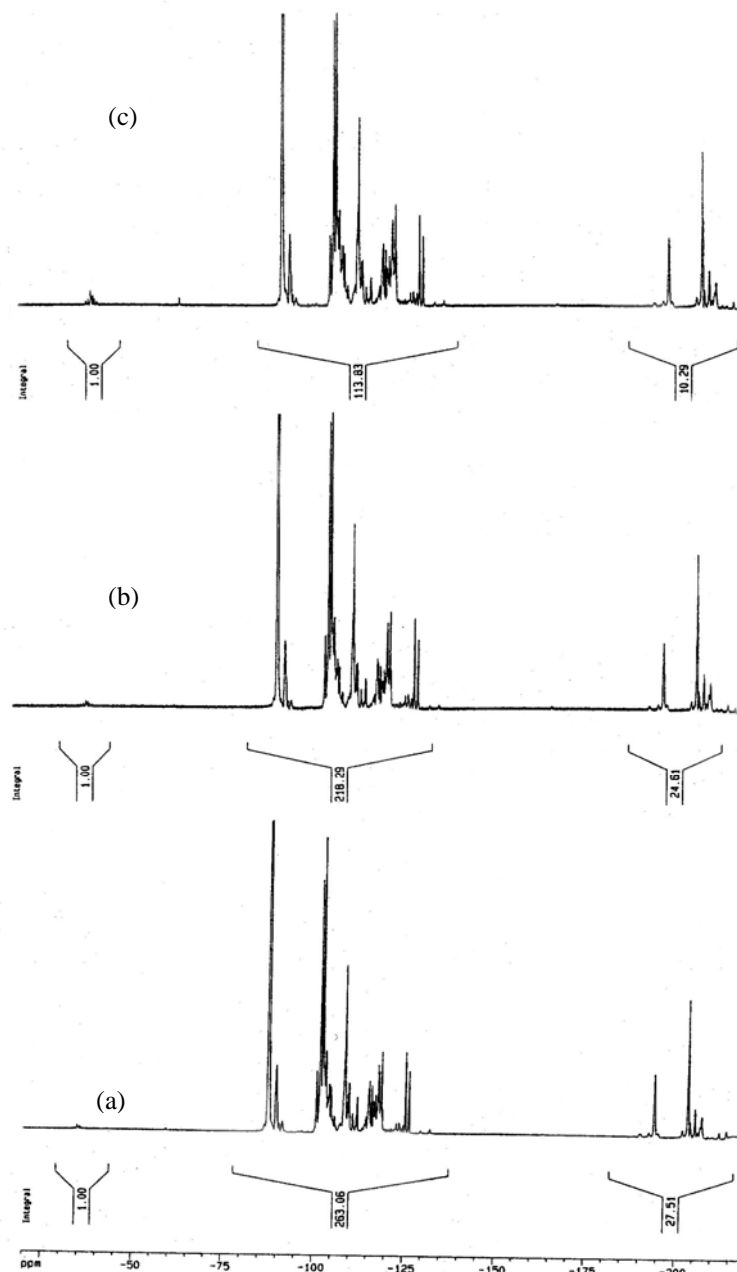 (c)
Integral
1.00
113.83
10.29
(b)
Integral
1.00
218.29
24.61
(a)
Integral
1.00
263.06
27.51
ppm -50 -75 -100 -125 -150 -175 -200